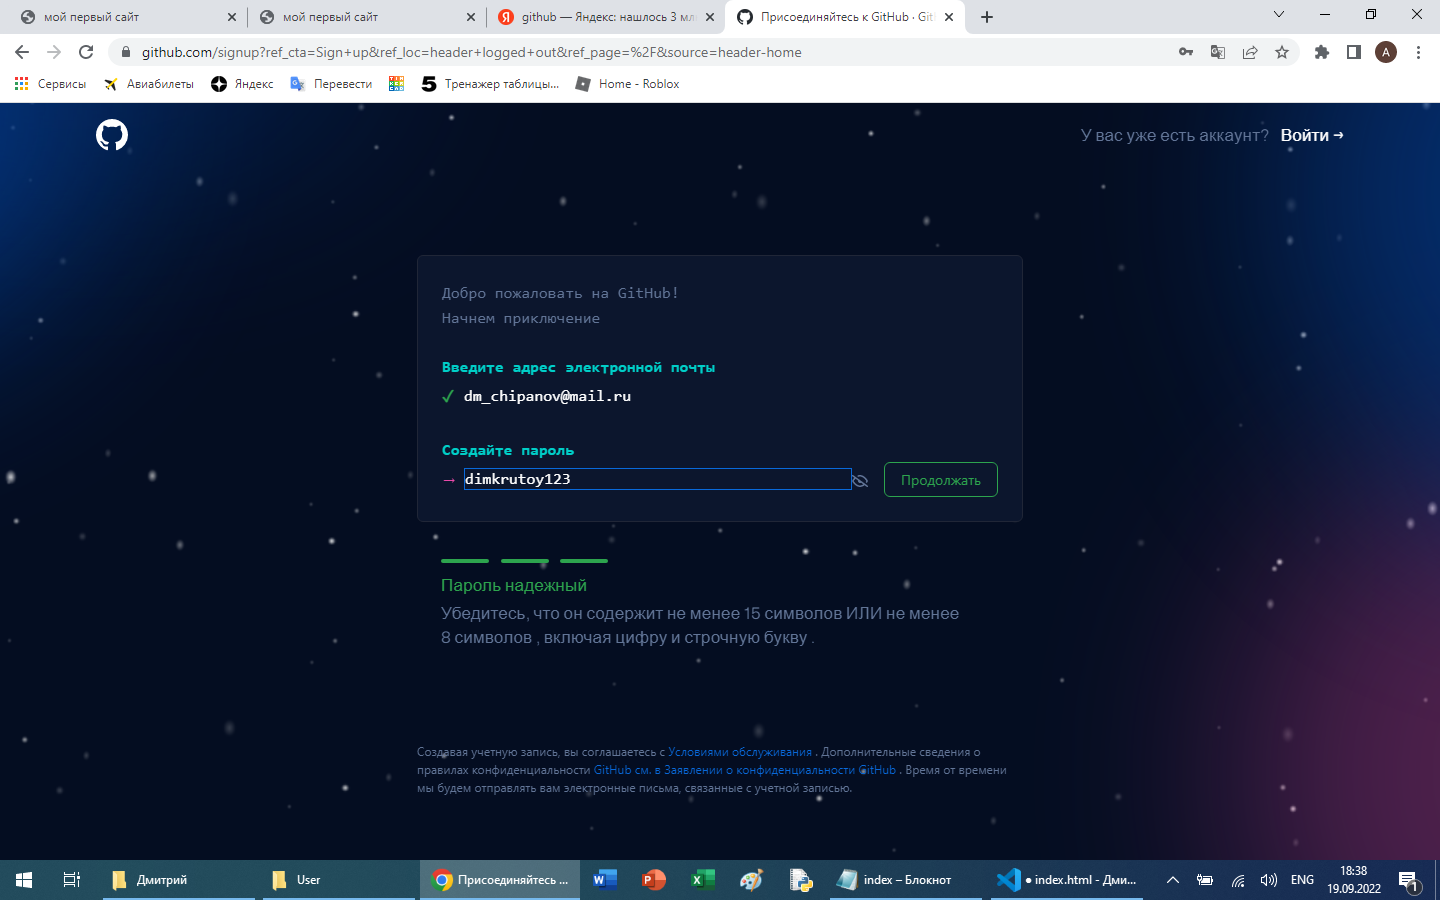 мой первый сайт
мой первый сайт
github — Яндекс: нашлось 3 мл
Присоединяйтесь к GitHub · Gi
github.com/signup?ref_cta=Sign+up&ref_loc=header+logged+out&ref_page=%2F&source=header-home
А
Сервисы
Авиабилеты
Яндекс
Перевести
Тренажер таблицы...
Home - Roblox
У вас уже есть аккаунт? Войти →
Добро пожаловать на GitHub!
Начнем приключение
Введите адрес электронной почты
✓ dm_chipanov@mail.ru
Создайте пароль
→ dimkrutoy123
Продолжать
Пароль надежный
Убедитесь, что он содержит не менее 15 символов ИЛИ не менее
8 символов , включая цифру и строчную букву .
Создавая учетную запись, вы соглашаетесь с Условиями обслуживания . Дополнительные сведения о
правилах конфиденциальности GitHub см. в Заявлении о конфиденциальности GitHub . Время от времени
мы будем отправлять вам электронные письма, связанные с учетной записью.
Дмитрий
User
Присоединяйтесь ...
index – Блокнот
● index.html - Дми...
ENG
18:38
19.09.2022
1